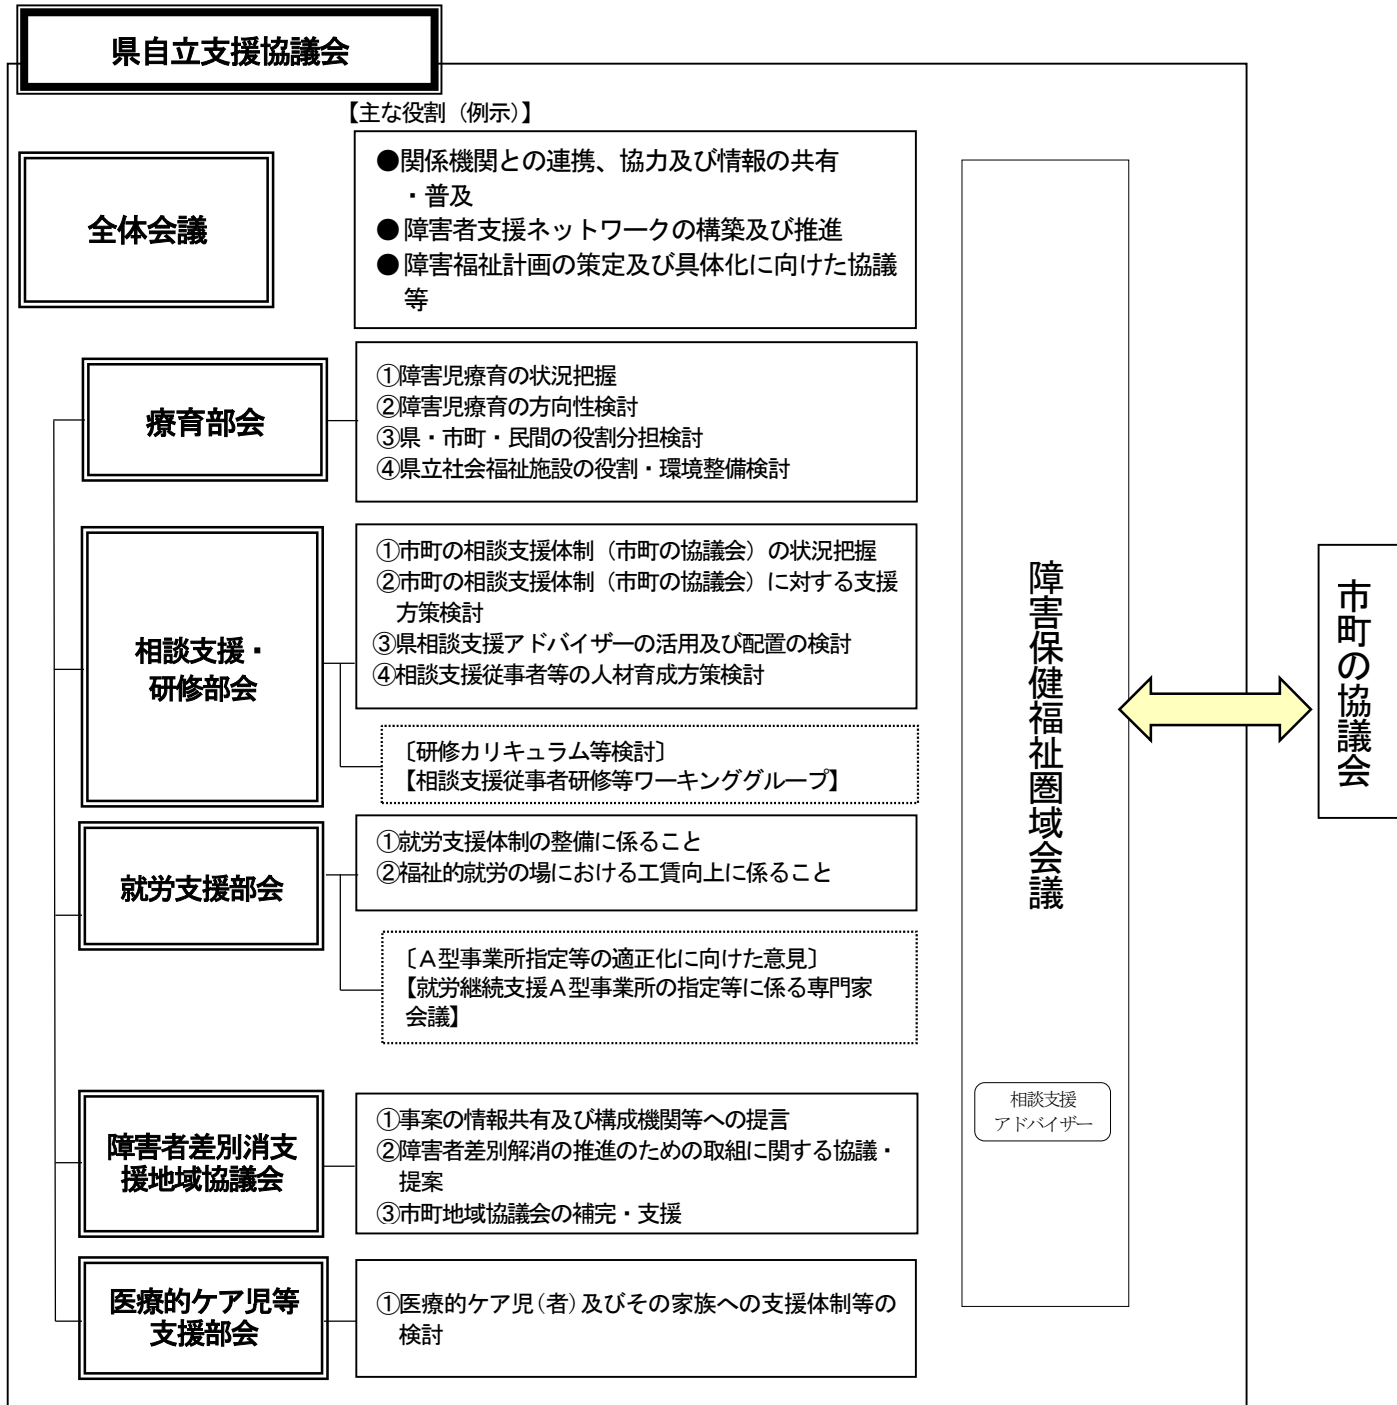 県自立支援協議会
【主な役割（例示）】
全体会議
●関係機関との連携、協力及び情報の共有
・普及
●障害者支援ネットワークの構築及び推進
●障害福祉計画の策定及び具体化に向けた協議
等
療育部会
①障害児療育の状況把握
②障害児療育の方向性検討
③県・市町・民間の役割分担検討
④県立社会福祉施設の役割・環境整備検討
相談支援・
研修部会
①市町の相談支援体制（市町の協議会）の状況把握
②市町の相談支援体制（市町の協議会）に対する支援
方策検討
③県相談支援アドバイザーの活用及び配置の検討
④相談支援従事者等の人材育成方策検討
〔研修カリキュラム等検討〕
【相談支援従事者研修等ワーキンググループ】
就労支援部会
①就労支援体制の整備に係ること
②福祉的就労の場における工賃向上に係ること
〔Ａ型事業所指定等の適正化に向けた意見〕
【就労継続支援Ａ型事業所の指定等に係る専門家
会議】
障害者差別消支
援地域協議会
①事案の情報共有及び構成機関等への提言
②障害者差別解消の推進のための取組に関する協議・
提案
③市町地域協議会の補完・支援
医療的ケア児等
支援部会
①医療的ケア児（者）及びその家族への支援体制等の
検討
障害保健福祉圏域会議
相談支援
アドバイザー
市町の協議会